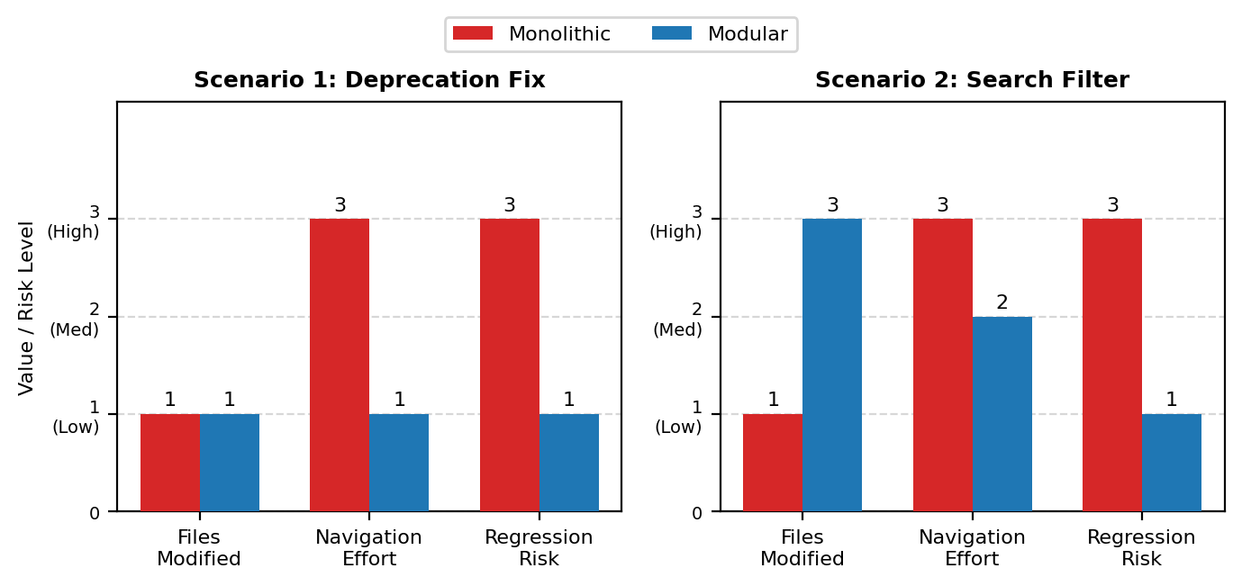 Monolithic Modular
Scenario 1: Deprecation Fix
Value / Risk Level
3
(High)
2
(Med)
1
(Low)
0
1 1
3 1
3 1
Files
Modified
Navigation
Effort
Regression
Risk
Scenario 2: Search Filter
3
(High)
2
(Med)
1
(Low)
0
1 3
3 2
3 1
Files
Modified
Navigation
Effort
Regression
Risk